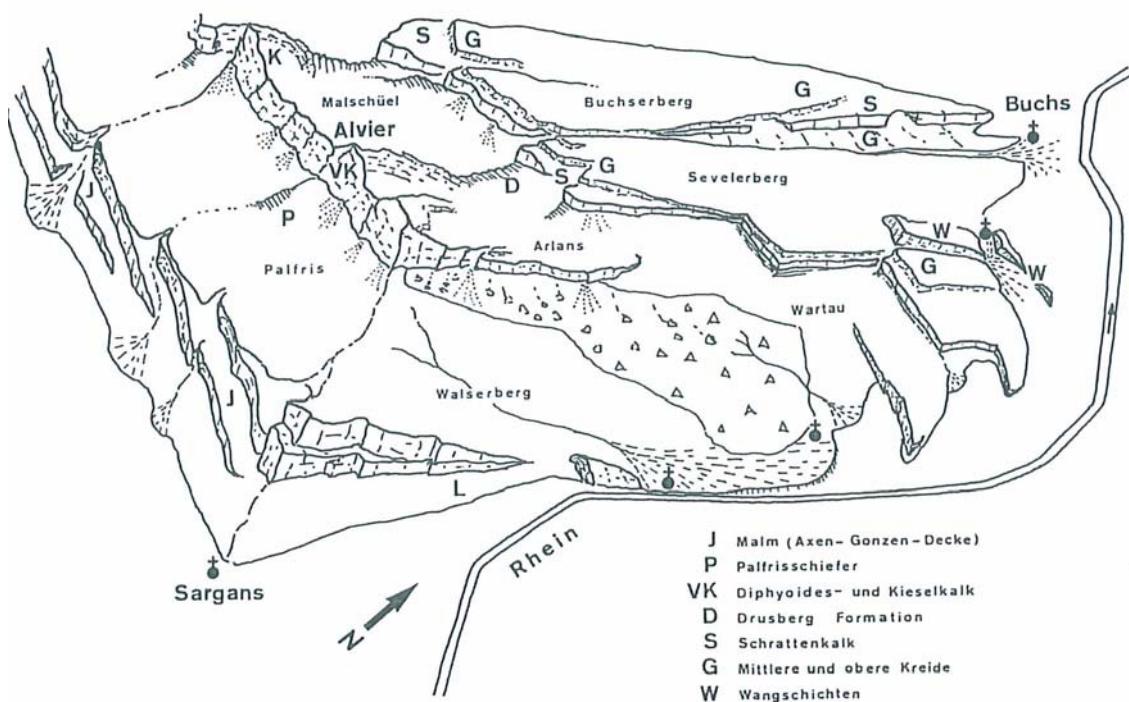 S
G
K
Malschüel
Buchserberg
G
S
Buchs
Alvier
G
J
VK
D
S
G
Sevelerberg
P
W
Palfris
Arlans
G
W
Wartau
J
Walserberg
L
Rhein
Sargans
N
J Malm (Axen-Gonzen-Decke)
P Palfrisschiefer
VK Diphyoides- und Kieselkalk
D Drusberg Formation
S Schrattenkalk
G Mittlere und obere Kreide
W Wangschichten